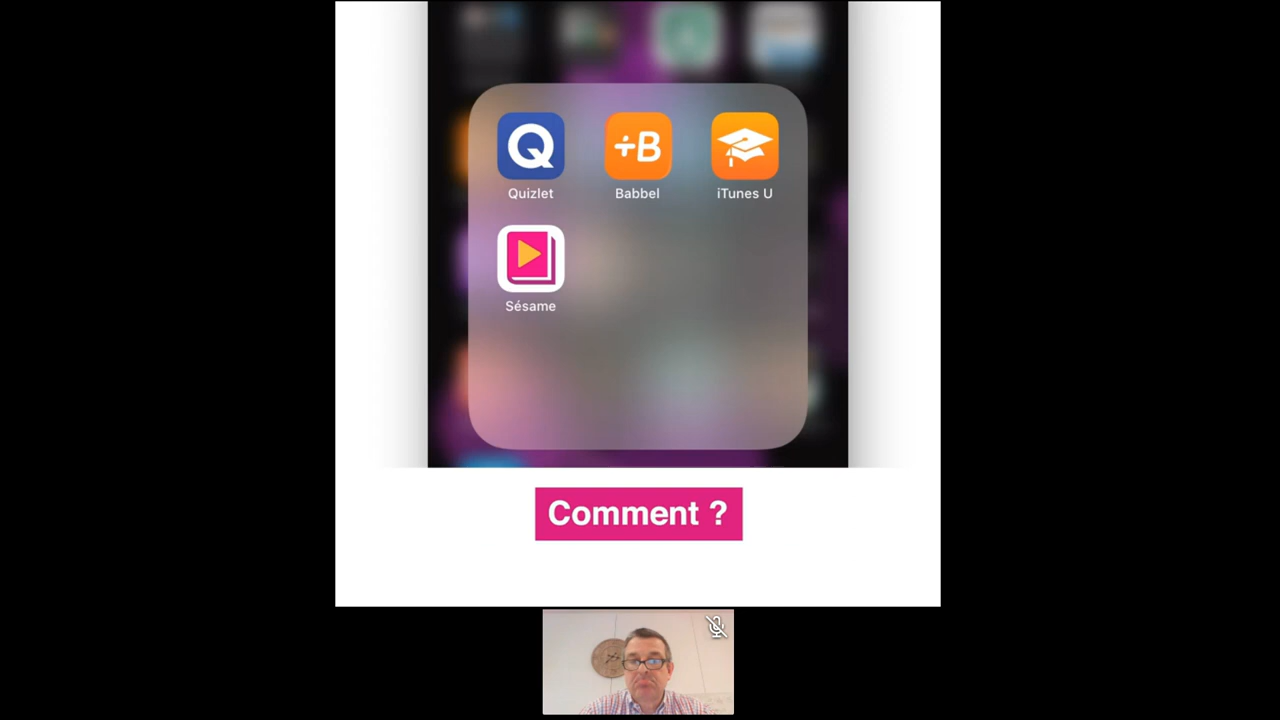 Q
+B
Quizlet
Babbel
iTunes U
Sésame
Comment ?